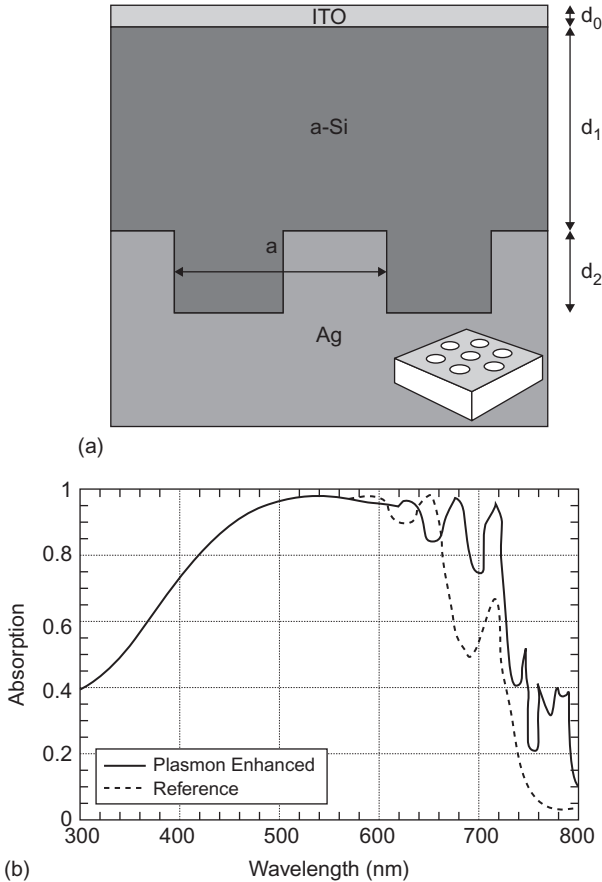 ITO
d0
a-Si
d1
a
d2
Ag
(a)
1
0.8
0.6
0.4
0.2
0
Absorption
Plasmon Enhanced
Reference
300
400
500
600
700
800
(b)
Wavelength (nm)